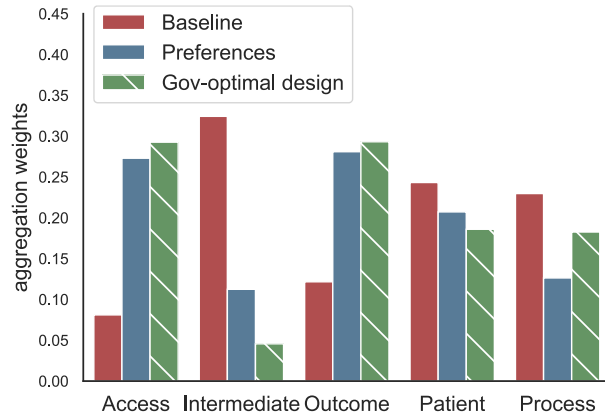 0.45
0.40
0.35
0.30
0.25
0.20
0.15
0.10
0.05
0.00
aggregation weights
Baseline
Preferences
Gov-optimal design
Access Intermediate Outcome Patient Process